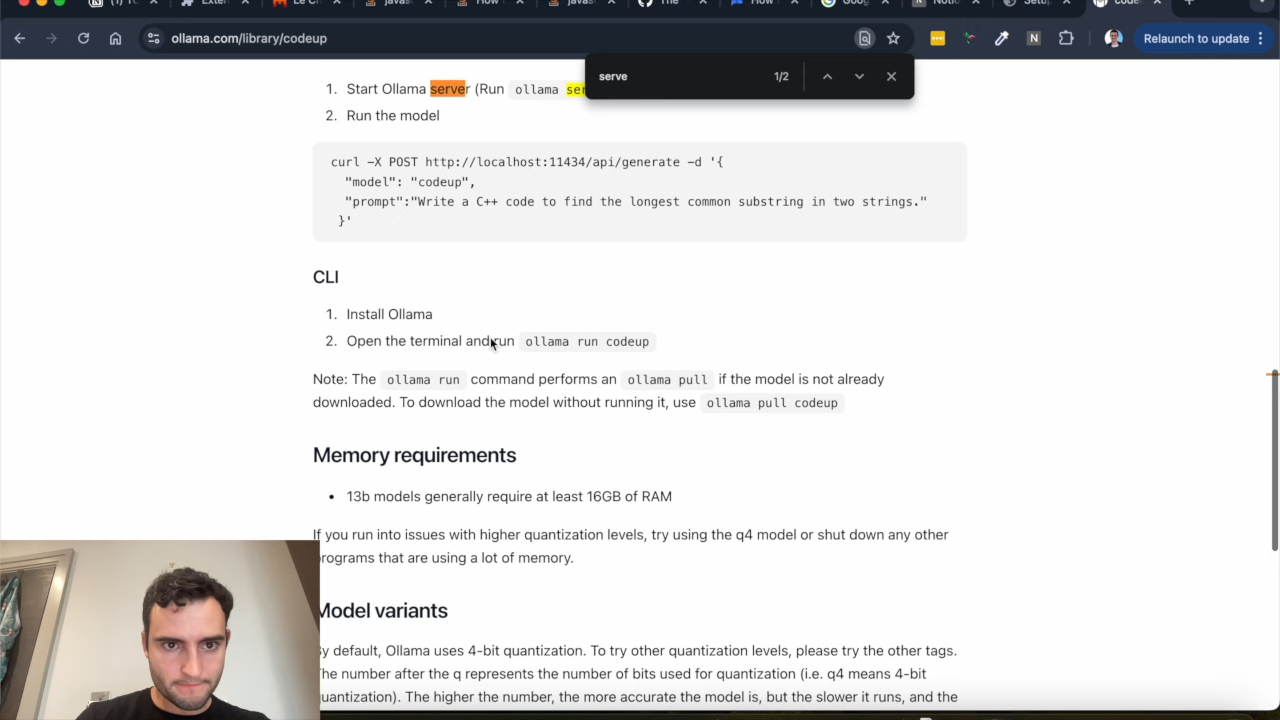 Exten
Le C
How
The
How
Goog
Notio
Setu
code
ollama.com/library/codeup
Relaunch to update
serve
1/2
1. Start Ollama server (Run ollama ser
2. Run the model
curl -X POST http://localhost:11434/api/generate -d '{
"model": "codeup",
"prompt":"Write a C++ code to find the longest common substring in two strings."
}'
CLI
1. Install Ollama
2. Open the terminal and run ollama run codeup
Note: The ollama run command performs an ollama pull if the model is not already
downloaded. To download the model without running it, use ollama pull codeup
Memory requirements
• 13b models generally require at least 16GB of RAM
If you run into issues with higher quantization levels, try using the q4 model or shut down any other
programs that are using a lot of memory.
Model variants
By default, Ollama uses 4-bit quantization. To try other quantization levels, please try the other tags.
The number after the q represents the number of bits used for quantization (i.e. q4 means 4-bit
quantization). The higher the number, the more accurate the model is, but the slower it runs, and the